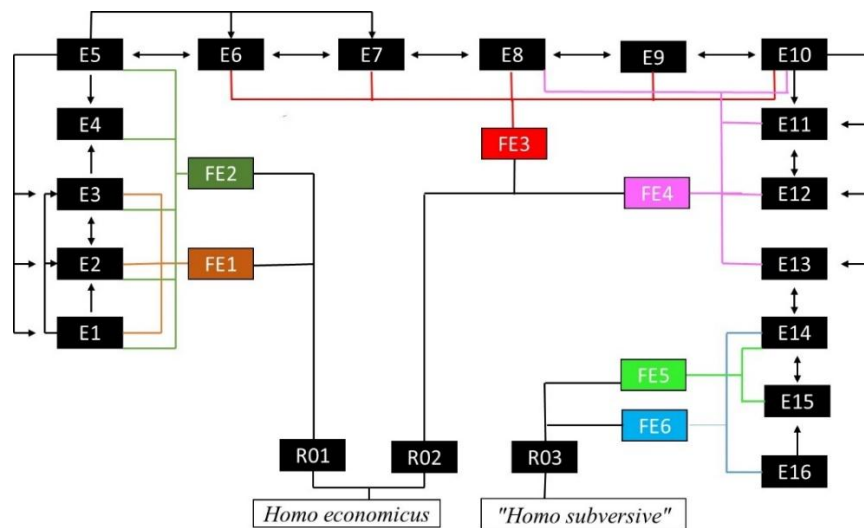 E5
E6
E7
E8
E9
E10
E4
E11
FE3
E3
FE2
FE4
E12
E2
FE1
E13
E1
E14
FE5
E15
FE6
R01
R02
R03
E16
Homo economicus
"Homo subversive"